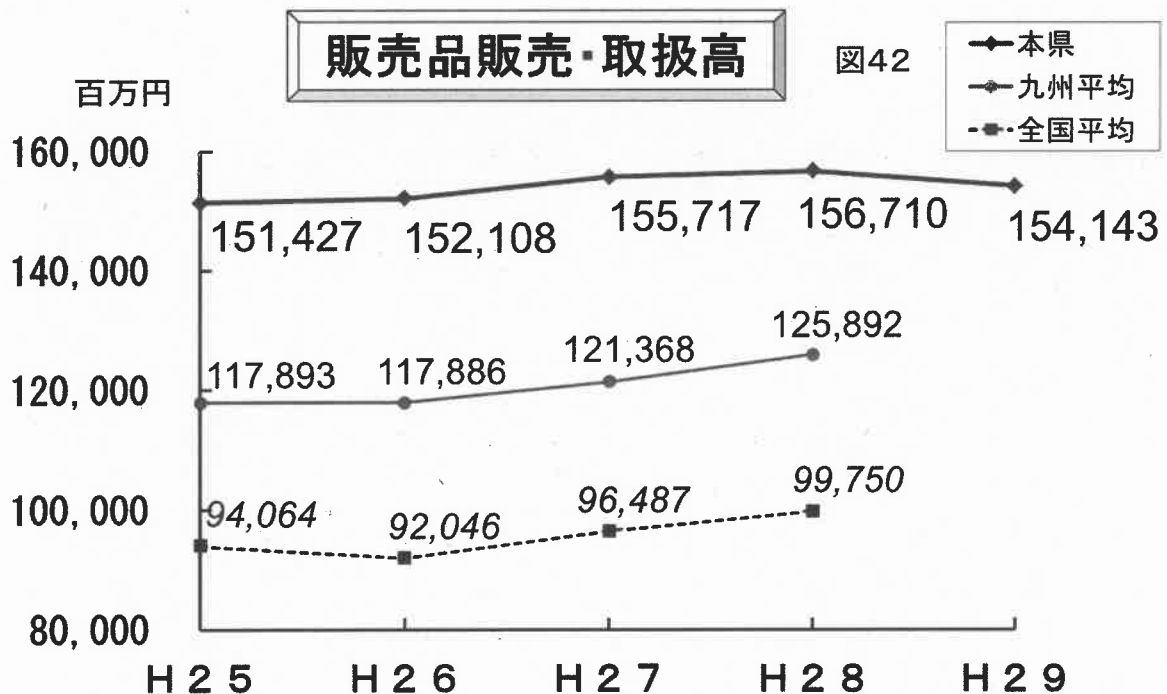 販売品販売・取扱高
図42
本県
九州平均
全国平均
百万円
160,000
140,000
120,000
100,000
80,000
151,427
152,108
155,717
156,710
154,143
117,893
117,886
121,368
125,892
94,064
92,046
96,487
99,750
H25
H26
H27
H28
H29